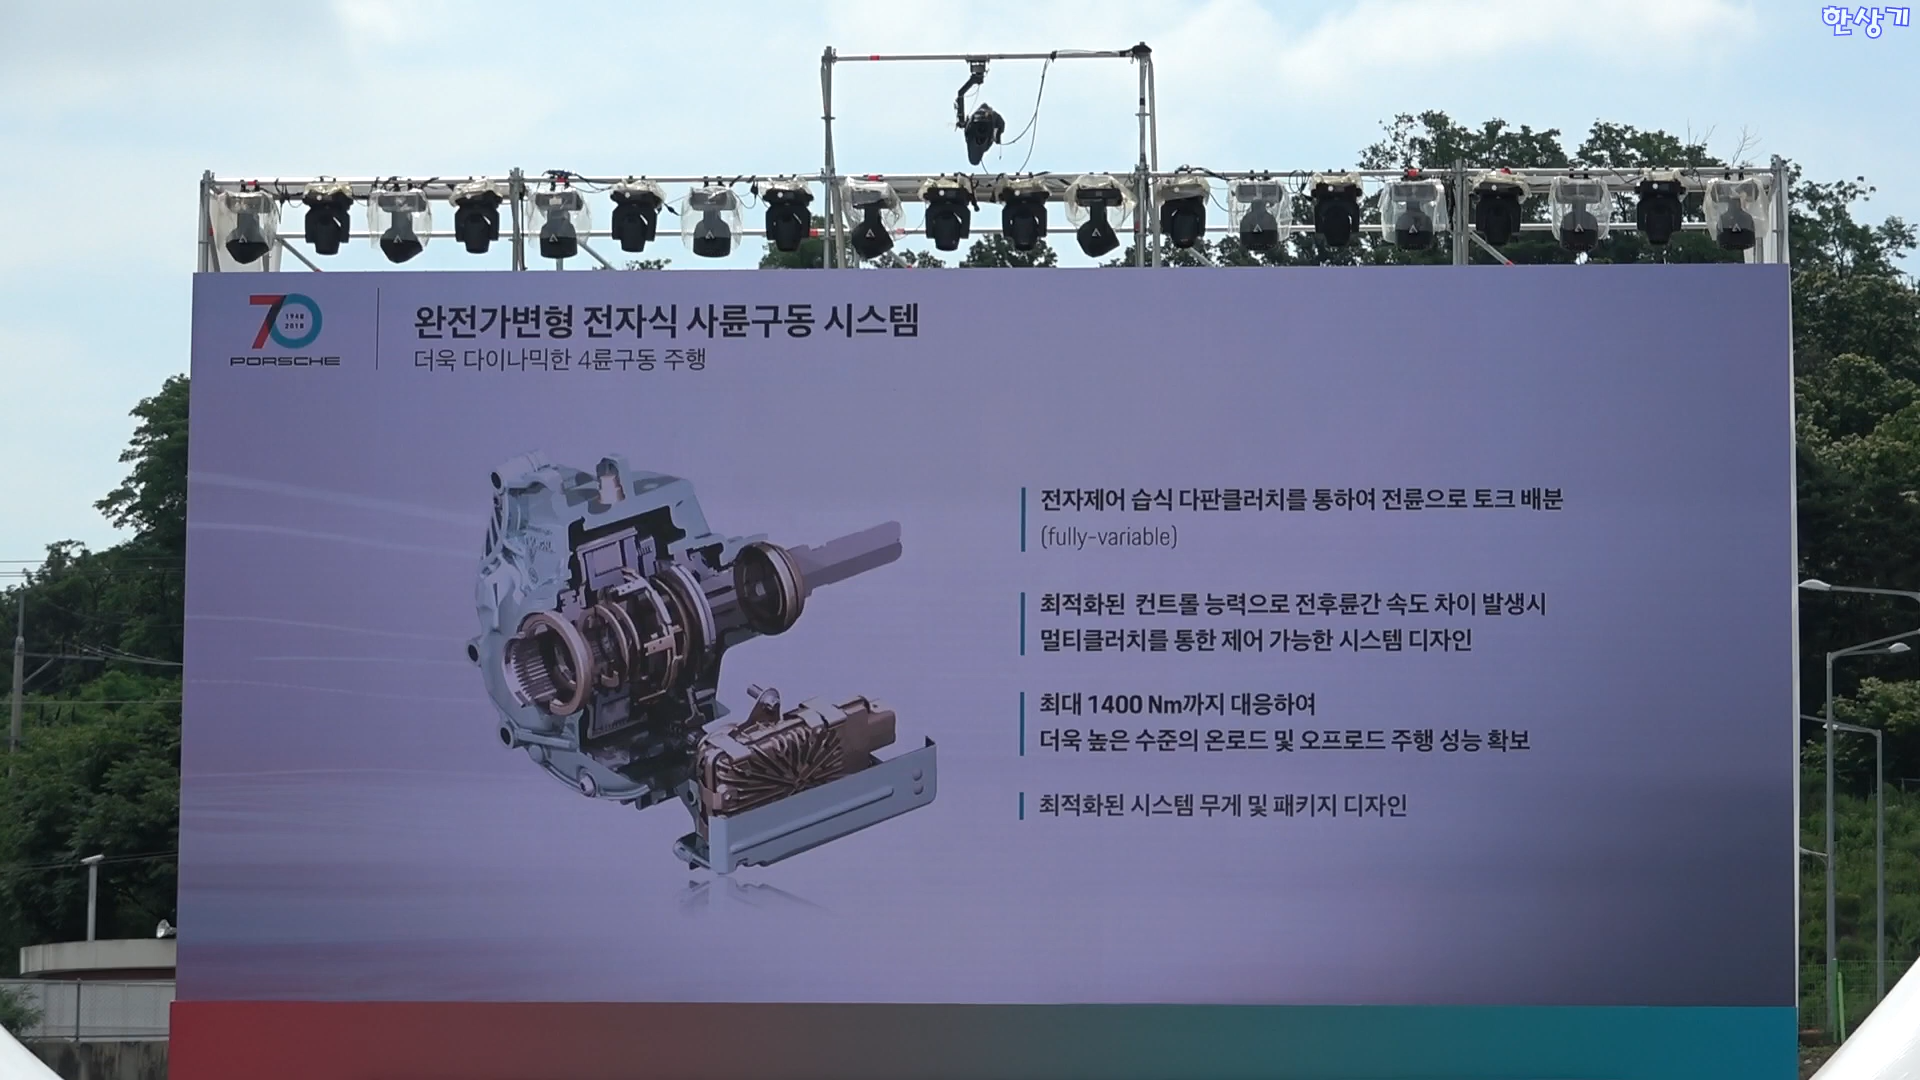 한상기
70
1948
2018
PORSCHE
완전가변형 전자식 사륜구동 시스템
더욱 다이나믹한 4륜구동 주행
전자제어 습식 다판클러치를 통하여 전륜으로 토크 배분
(fully-variable)
최적화된 컨트롤 능력으로 전후륜간 속도 차이 발생시
멀티클러치를 통한 제어 가능한 시스템 디자인
최대 1400 Nm까지 대응하여
더욱 높은 수준의 온로드 및 오프로드 주행 성능 확보
최적화된 시스템 무게 및 패키지 디자인